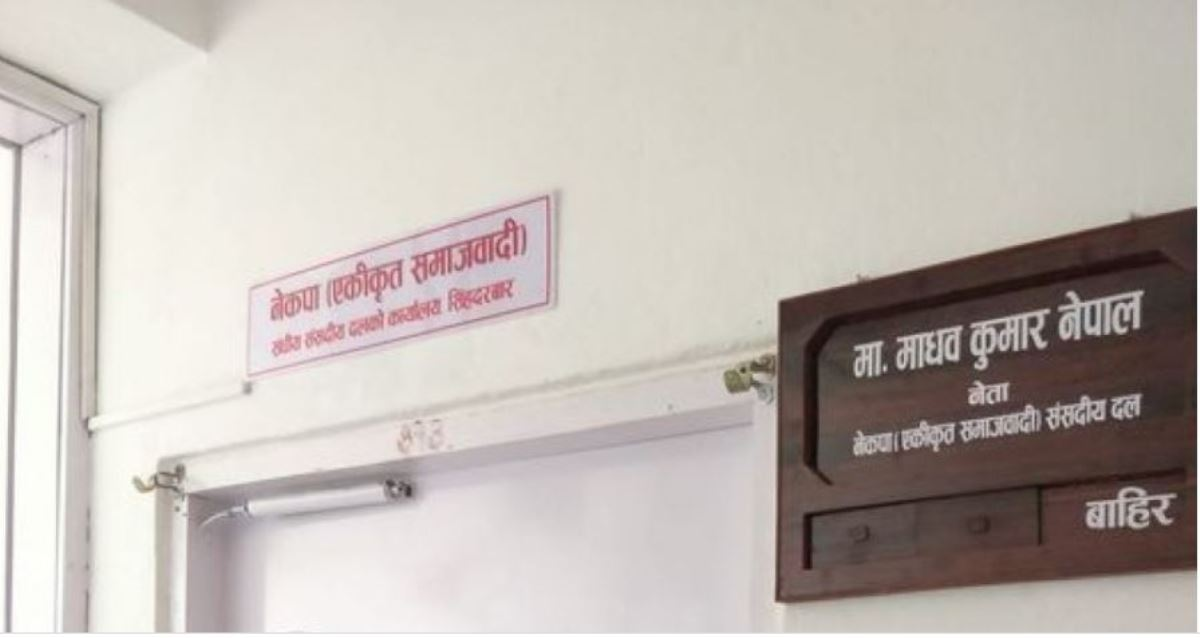 नेकपा (एकीकृत समाजवादी)
संघीय संसदीय दलको कार्यालय सिंहदरबार
मा. माधव कुमार नेपाल
नेता
नेकपा( एकीकृत समाजवादी) संसदीय दल
बाहिर